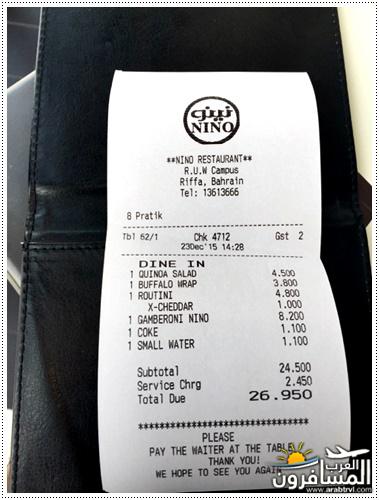 نينو
NINO
**NINO RESTAURANT**
R.U.W Campus
Riffa, Bahrain
Tel: 13613666
8 Pratik
Tbl 62/1 Chk 4712 Gst 2
23Dec'15 14:28
DINE IN
1 QUINOA SALAD 4.500
1 BUFFALO WRAP 3.800
1 ROUTINI 4.800
X-CHEDDAR 1.000
1 GAMBERONI NINO 8.200
1 COKE 1.100
1 SMALL WATER 1.100
Subtotal 24.500
Service Chrg 2.450
Total Due 26.950
PLEASE
PAY THE WAITER AT THE TABLE
THANK YOU!
WE HOPE TO SEE YOU AGAIN
العرب
المسافرون
www.arabtrvl.com